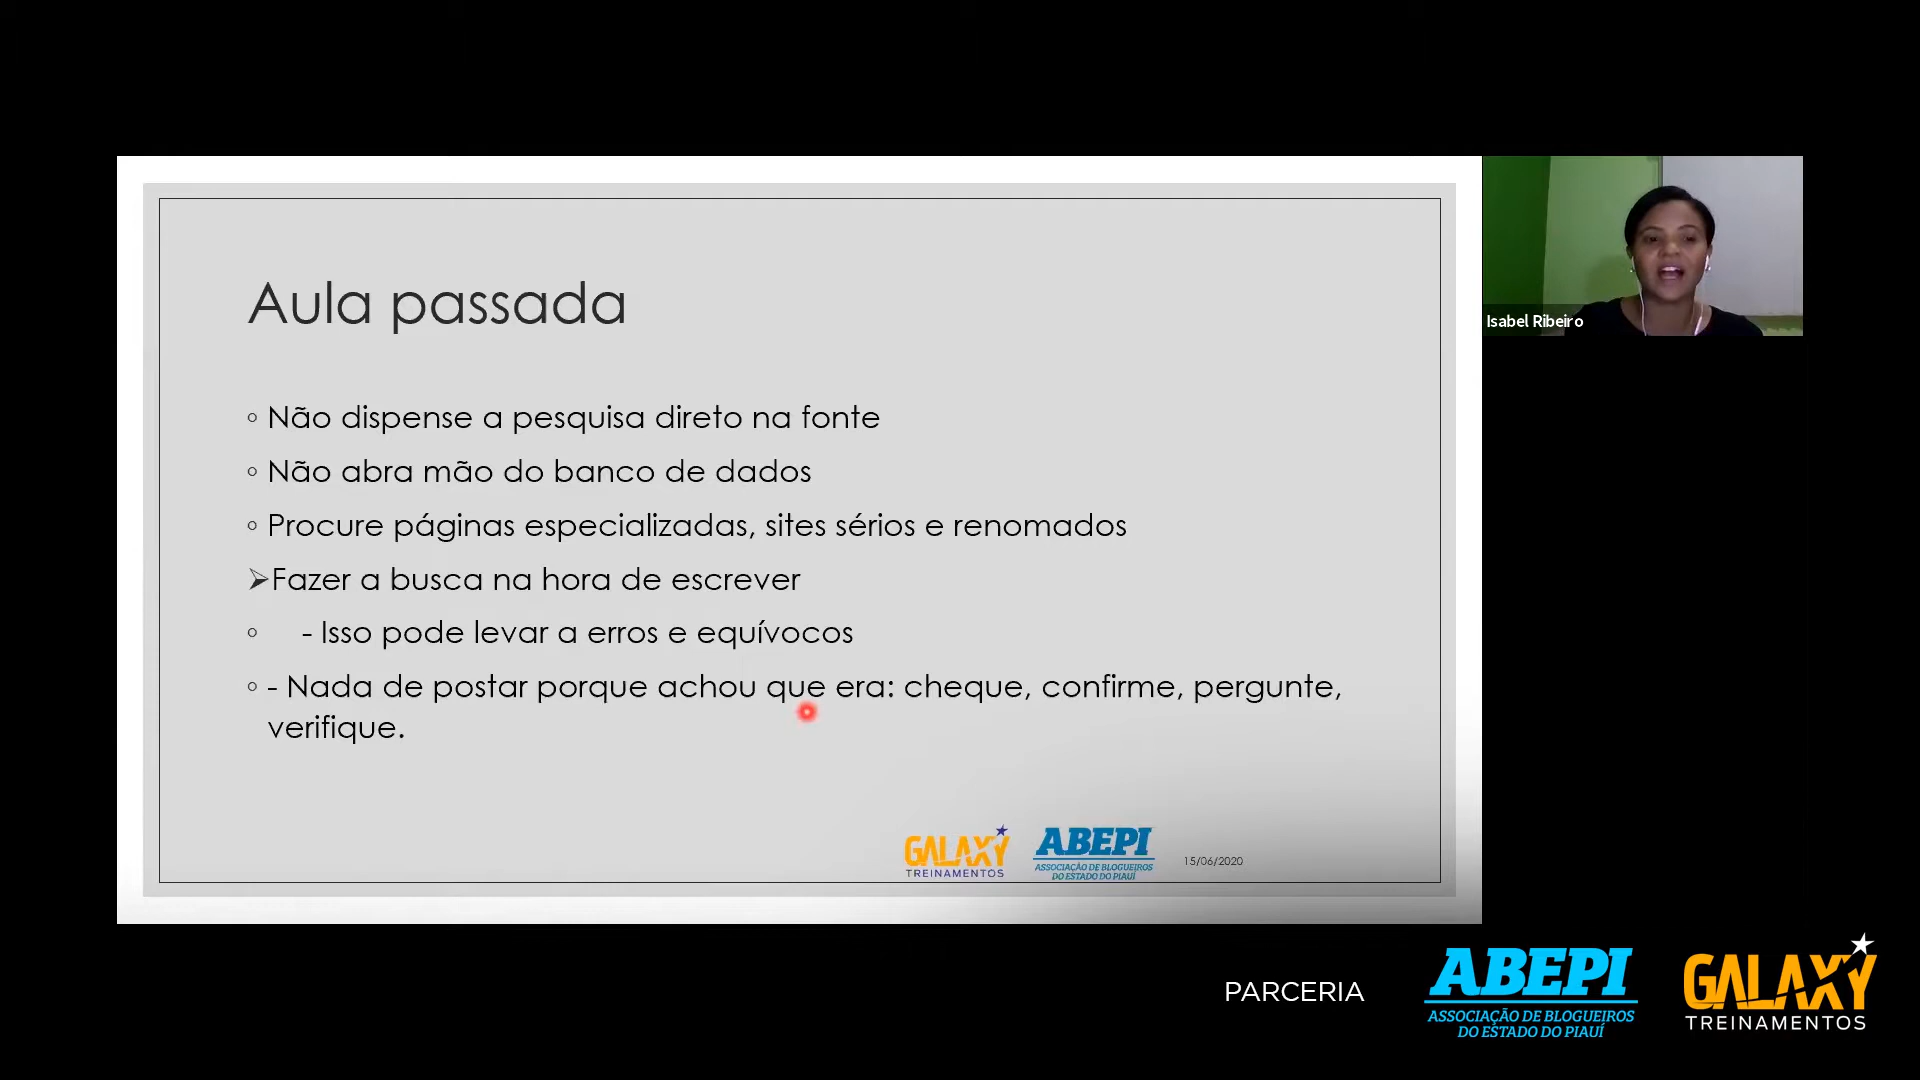 Aula passada
◦ Não dispense a pesquisa direto na fonte
◦ Não abra mão do banco de dados
◦ Procure páginas especializadas, sites sérios e renomados
➢Fazer a busca na hora de escrever
◦ - Isso pode levar a erros e equívocos
◦ - Nada de postar porque achou que era: cheque, confirme, pergunte,
verifique.
GALAXY
TREINAMENTOS
ABEPI
ASSOCIAÇÃO DE BLOGUEIROS
DO ESTADO DO PIAUÍ
15/06/2020
Isabel Ribeiro
PARCERIA
ABEPI
ASSOCIAÇÃO DE BLOGUEIROS
DO ESTADO DO PIAUÍ
GALAXY
TREINAMENTOS